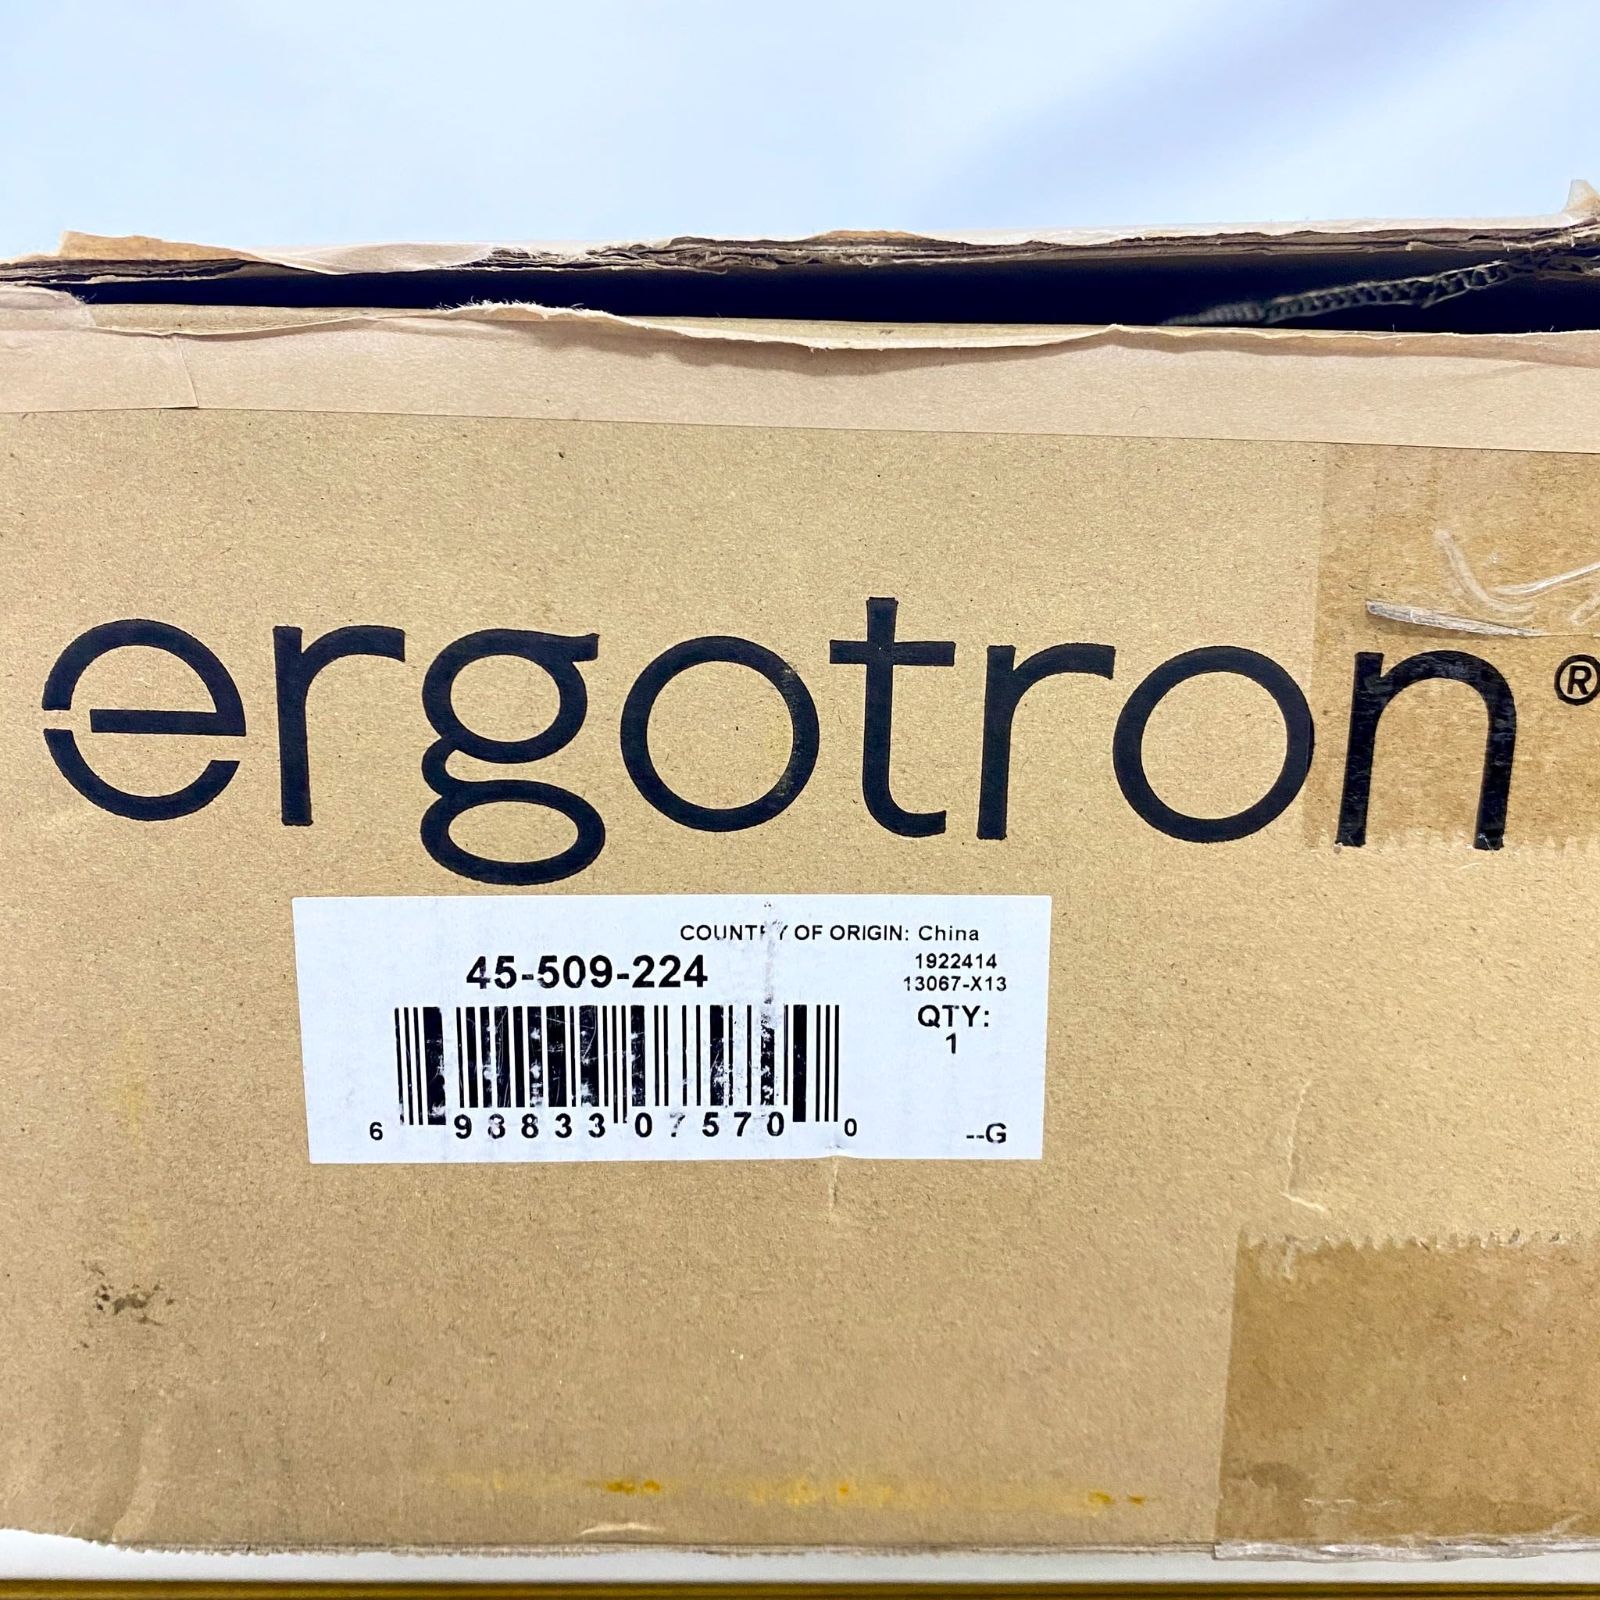 ergotron®
COUNTRY OF ORIGIN: China
45-509-224
1922414
13067-X13
QTY:
1
6 98833 07570 0
--G